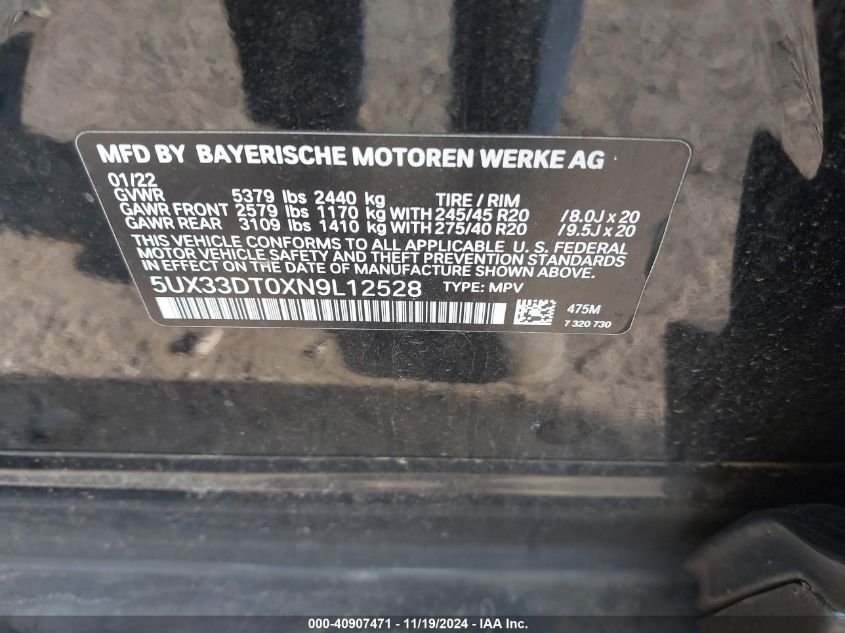 MFD BY BAYERISCHE MOTOREN WERKE AG
01/22
GVWR 5379 lbs 2440 kg TIRE / RIM
GAWR FRONT 2579 lbs 1170 kg WITH 245/45 R20 / 8.0J x 20
GAWR REAR 3109 lbs 1410 kg WITH 275/40 R20 / 9.5J x 20
THIS VEHICLE CONFORMS TO ALL APPLICABLE U. S. FEDERAL
MOTOR VEHICLE SAFETY AND THEFT PREVENTION STANDARDS
IN EFFECT ON THE DATE OF MANUFACTURE SHOWN ABOVE.
5UX33DT0XN9L12528 TYPE: MPV
475M
7 320 730
000-40907471 - 11/19/2024 - IAA Inc.